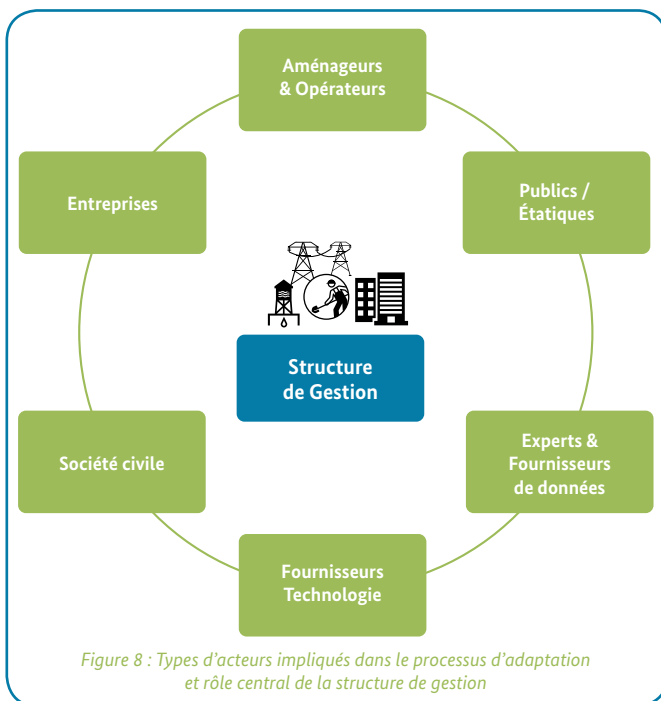 Aménageurs
& Opérateurs
Entreprises
Publics /
Étatiques
Structure
de Gestion
Société civile
Experts &
Fournisseurs
de données
Fournisseurs
Technologie
Figure 8 : Types d'acteurs impliqués dans le processus d'adaptation
et rôle central de la structure de gestion